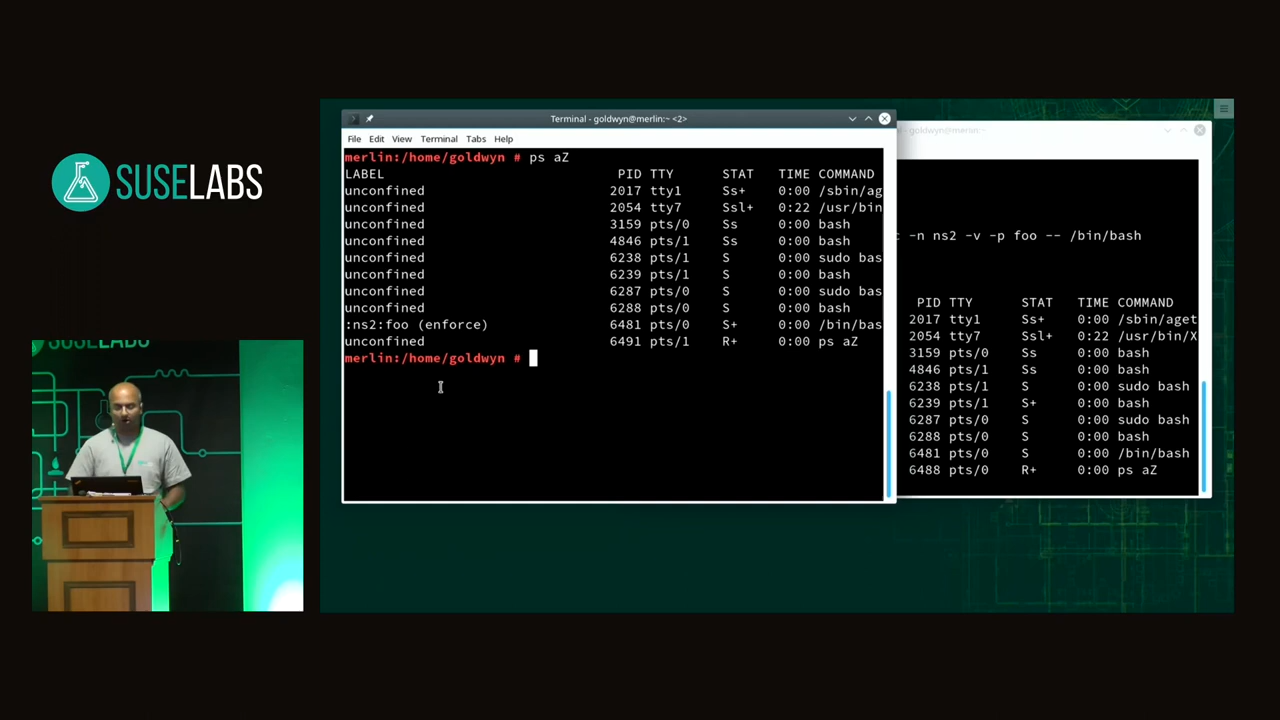 SUSELABS
Terminal - goldwyn@merlin:~ <2>
File Edit View Terminal Tabs Help
merlin:/home/goldwyn # ps aZ
LABEL PID TTY STAT TIME COMMAND
unconfined 2017 tty1 Ss+ 0:00 /sbin/ag
unconfined 2054 tty7 Ssl+ 0:22 /usr/bin
unconfined 3159 pts/0 Ss 0:00 bash
unconfined 4846 pts/1 Ss 0:00 bash
unconfined 6238 pts/1 S 0:00 sudo bas
unconfined 6239 pts/1 S 0:00 bash
unconfined 6287 pts/0 S 0:00 sudo bas
unconfined 6288 pts/0 S 0:00 bash
:ns2:foo (enforce) 6481 pts/0 S+ 0:00 /bin/bas
unconfined 6491 pts/1 R+ 0:00 ps aZ
merlin:/home/goldwyn #
al - goldwyn@merlin:~
-n ns2 -v -p foo -- /bin/bash
PID TTY STAT TIME COMMAND
2017 tty1 Ss+ 0:00 /sbin/aget
2054 tty7 Ssl+ 0:22 /usr/bin/X
3159 pts/0 Ss 0:00 bash
4846 pts/1 Ss 0:00 bash
6238 pts/1 S 0:00 sudo bash
6239 pts/1 S+ 0:00 bash
6287 pts/0 S 0:00 sudo bash
6288 pts/0 S 0:00 bash
6481 pts/0 S 0:00 /bin/bash
6488 pts/0 R+ 0:00 ps aZ
SUSELABS